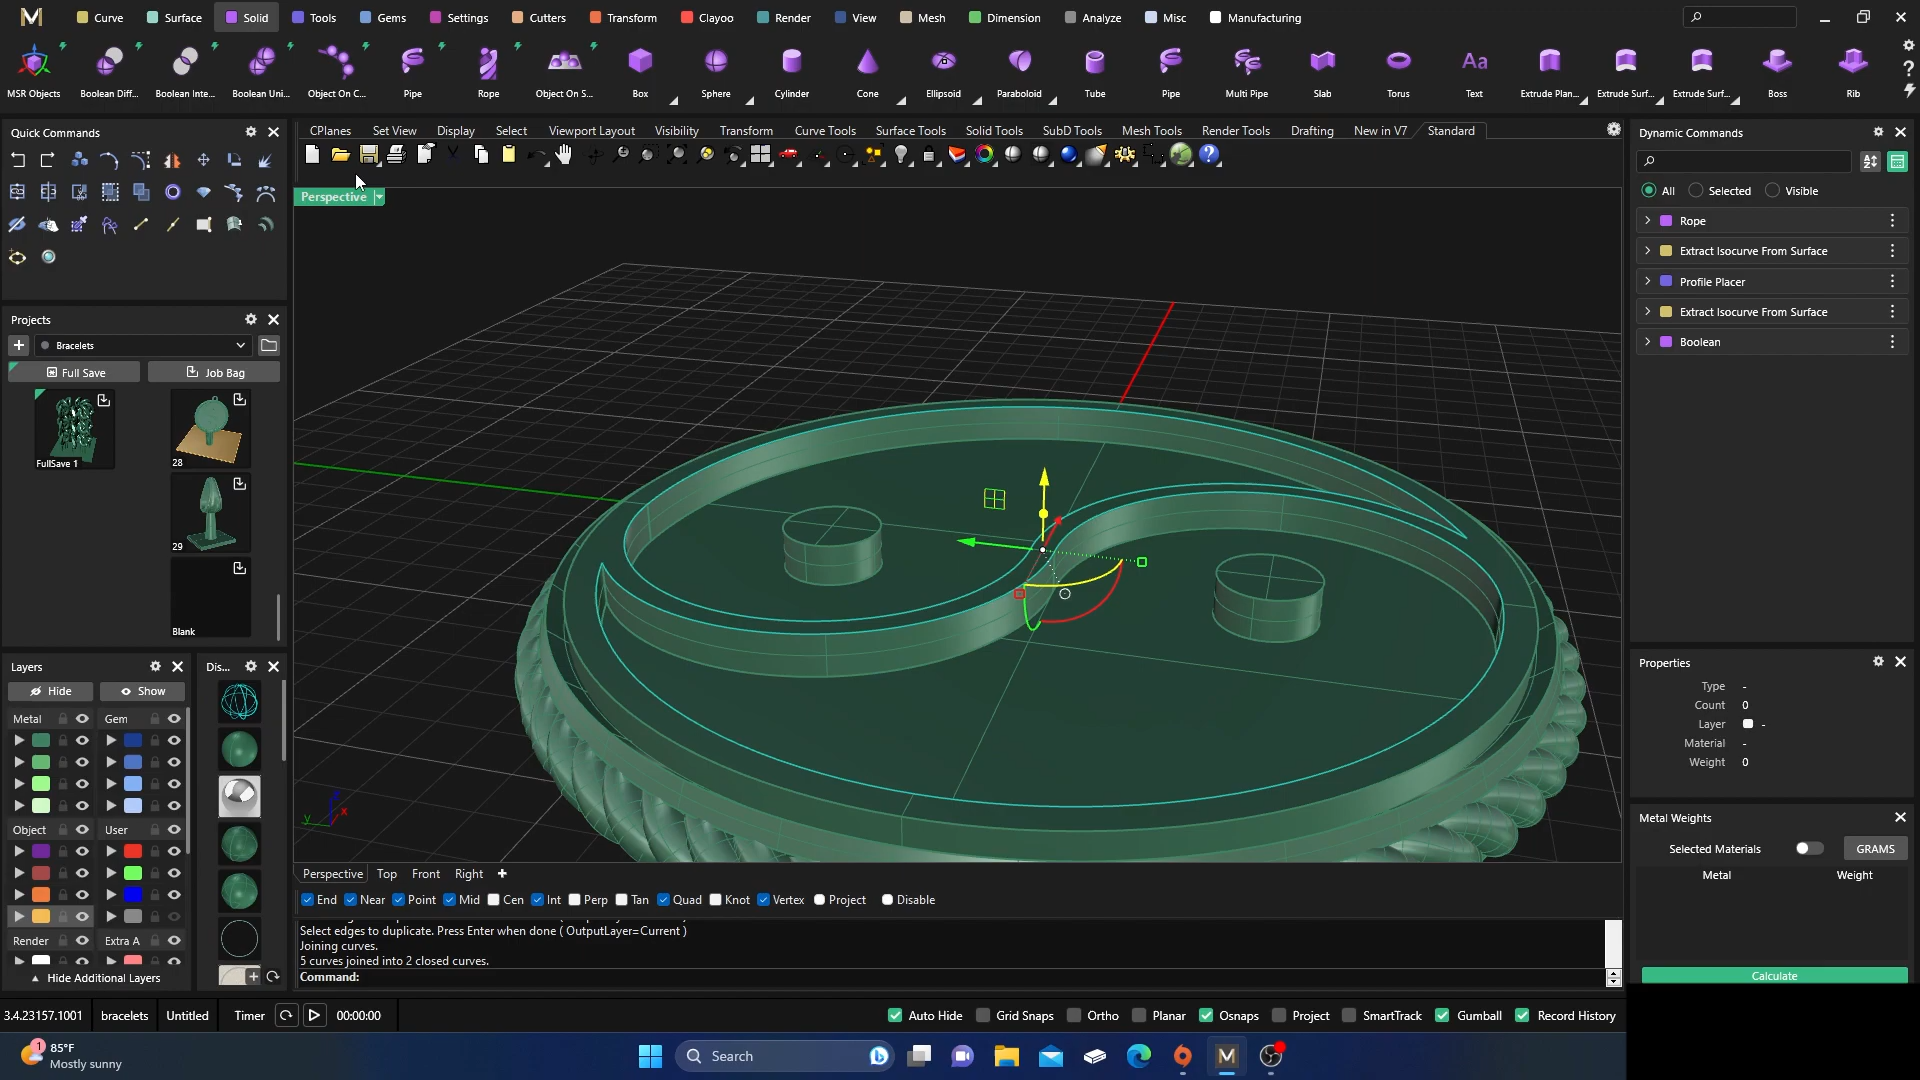 M Curve Surface Solid Tools Gems Settings Cutters Transform Clayoo Render View Mesh Dimension Analyze Misc Manufacturing
MSR Objects Boolean Diff... Boolean Inte... Boolean Uni... Object On C... Pipe Rope Object On S... Box Sphere Cylinder Cone Ellipsoid Paraboloid Tube Pipe Multi Pipe Slab Torus Text Extrude Plan... Extrude Surf... Extrude Surf... Boss Rib
Quick Commands
CPlanes Set View Display Select Viewport Layout Visibility Transform Curve Tools Surface Tools Solid Tools SubD Tools Mesh Tools Render Tools Drafting New in V7 Standard
Perspective
Projects
Bracelets
Full Save Job Bag
FullSave 1
28
29
Blank
Layers
Hide Show
Metal Gem
Object User
Render Extra A
Hide Additional Layers
Dis...
y x
Perspective Top Front Right
End Near Point Mid Cen Int Perp Tan Quad Knot Vertex Project Disable
Select edges to duplicate. Press Enter when done ( OutputLayer=Current )
Joining curves.
5 curves joined into 2 closed curves.
Command:
Dynamic Commands
All Selected Visible
Rope
Extract Isocurve From Surface
Profile Placer
Extract Isocurve From Surface
Boolean
Properties
Type -
Count 0
Layer -
Material -
Weight 0
Metal Weights
Selected Materials GRAMS
Metal Weight
Calculate
3.4.23157.1001 bracelets Untitled Timer 00:00:00 Auto Hide Grid Snaps Ortho Planar Osnaps Project SmartTrack Gumball Record History
1 85°F
Mostly sunny
Search
M